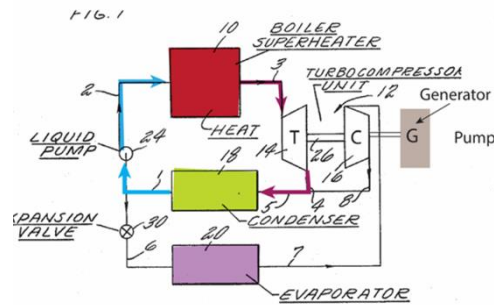 FIG. 1
10
BOILER
SUPERHEATER
2
3
TURBOCOMPRESSOR
UNIT
12
Generator
HEAT
T
C
G
Pump
LIQUID
PUMP
24
14
26
16
18
1
5
4
8
CONDENSER
EXPANSION
VALVE
30
6
20
7
EVAPORATOR